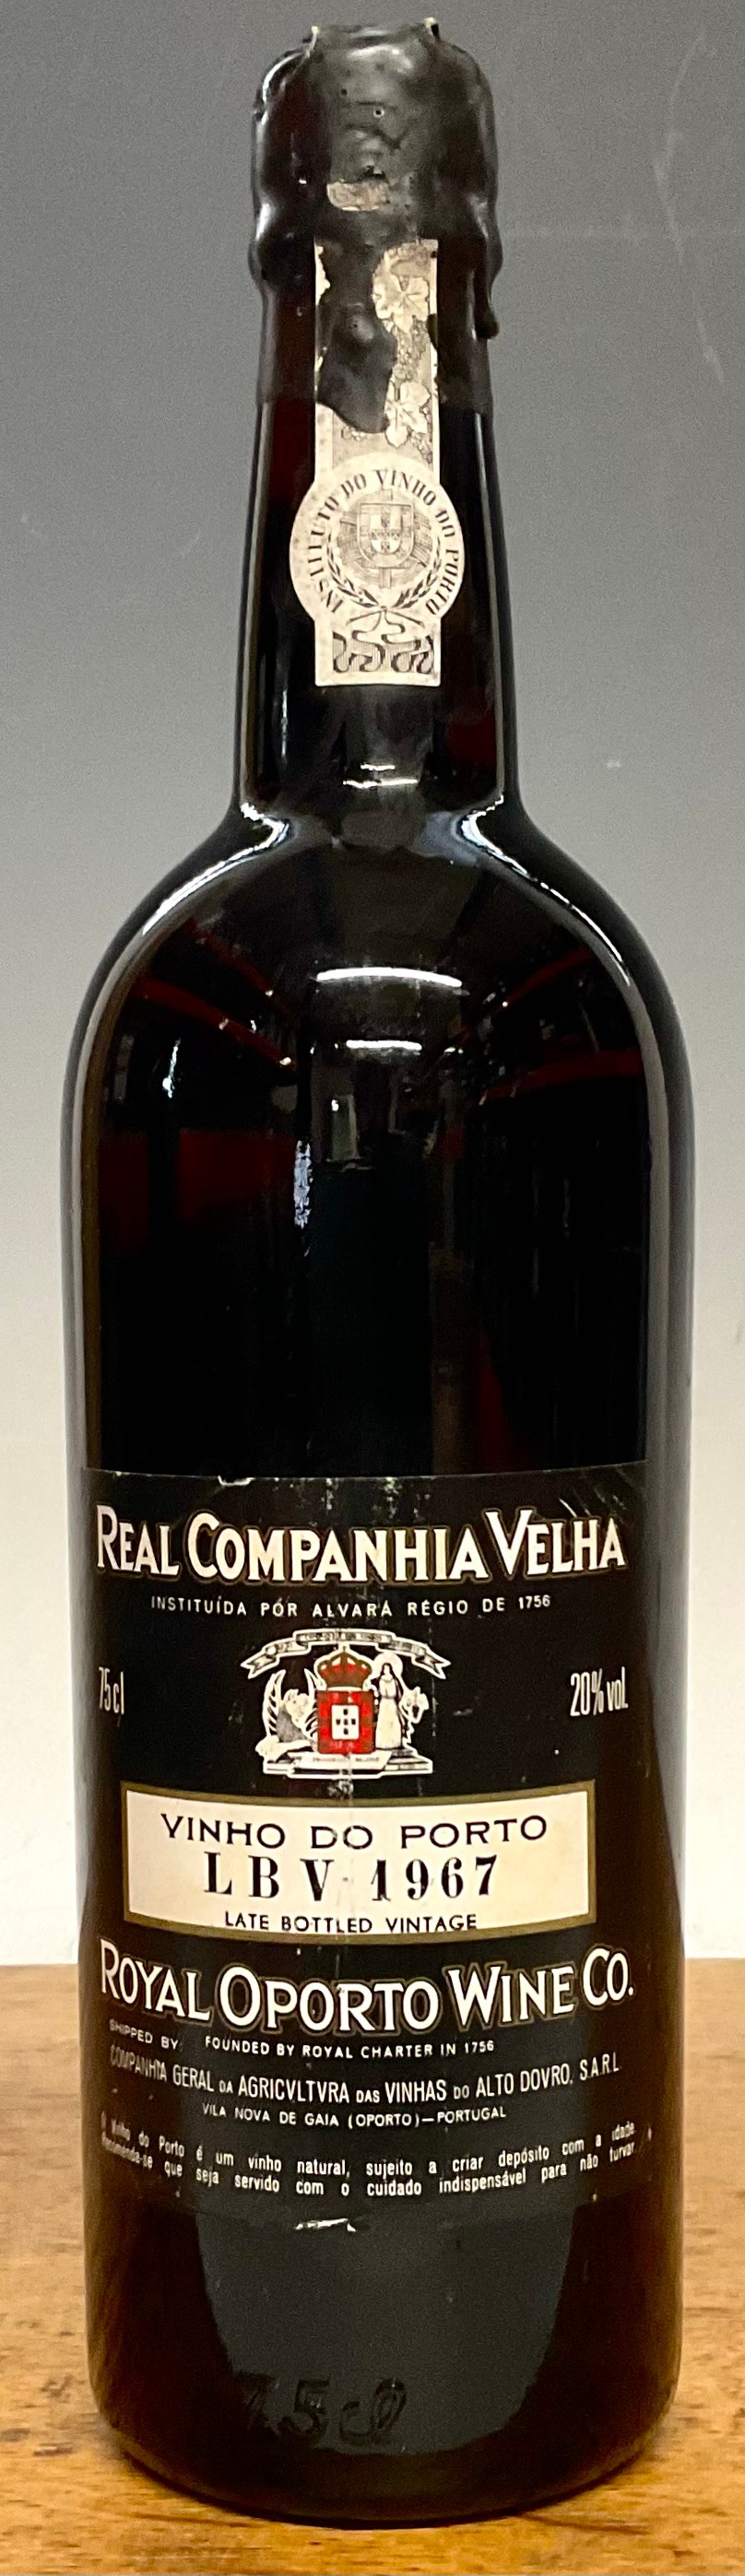 INSTITUTO DO VINHO DO PORTO
REAL COMPANHIA VELHA
INSTITUÍDA POR ALVARÁ RÉGIO DE 1756
75cl
20% vol.
VINHO DO PORTO
LBV 1967
LATE BOTTLED VINTAGE
ROYAL OPORTO WINE CO.
SHIPPED BY: FOUNDED BY ROYAL CHARTER IN 1756
COMPANHIA GERAL DA AGRICVLTVRA DAS VINHAS DO ALTO DOVRO, S.A.R.L.
VILA NOVA DE GAIA (OPORTO)—PORTUGAL
O Vinho do Porto é um vinho natural, sujeito a criar depósito com a idade
Recomenda-se que seja servido com o cuidado indispensável para não turvar.
75cl